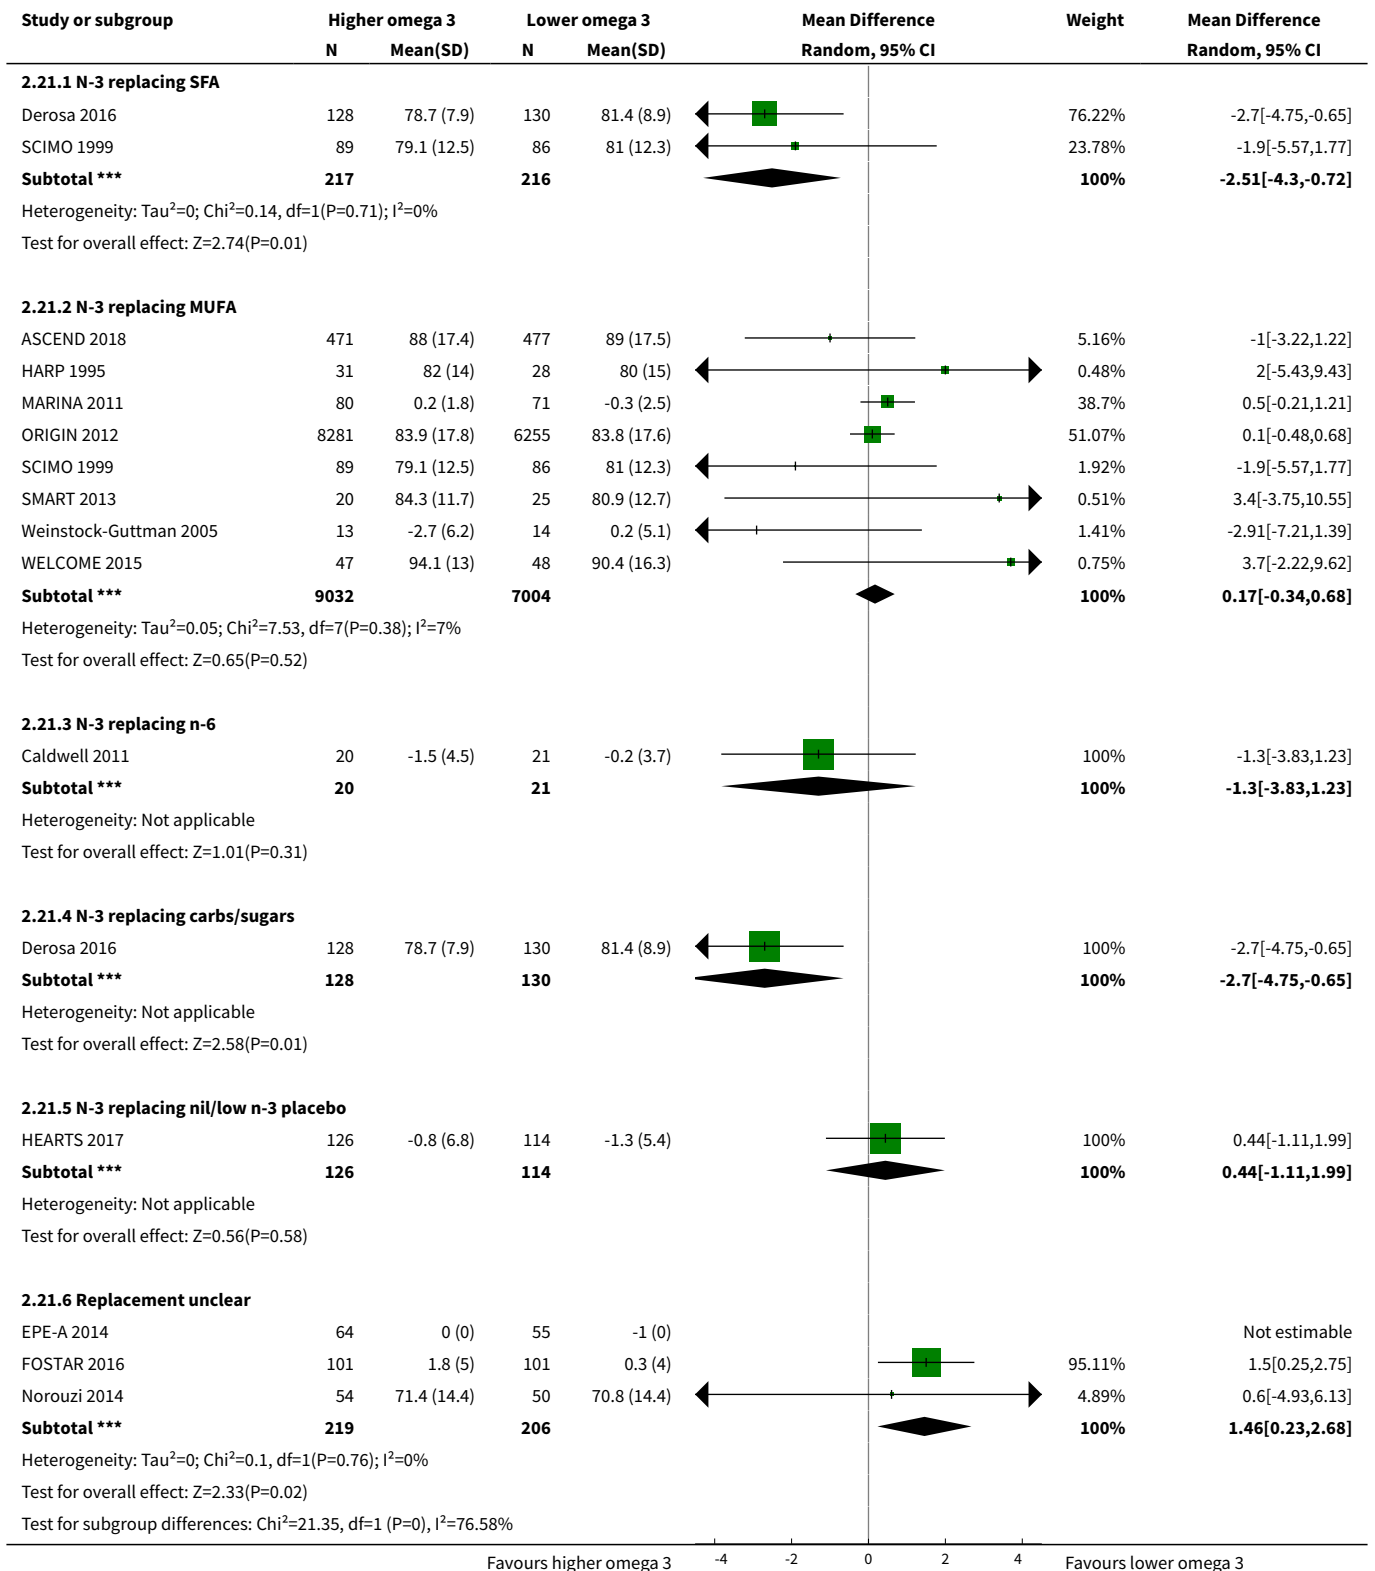 Study or subgroup Higher omega 3 Lower omega 3 Mean Difference Weight Mean Difference
N Mean(SD) N Mean(SD) Random, 95% CI Random, 95% CI
2.21.1 N-3 replacing SFA
Derosa 2016 128 78.7 (7.9) 130 81.4 (8.9) 76.22% -2.7[-4.75,-0.65]
SCIMO 1999 89 79.1 (12.5) 86 81 (12.3) 23.78% -1.9[-5.57,1.77]
Subtotal *** 217 216 100% -2.51[-4.3,-0.72]
Heterogeneity: Tau²=0; Chi²=0.14, df=1(P=0.71); I²=0%
Test for overall effect: Z=2.74(P=0.01)
2.21.2 N-3 replacing MUFA
ASCEND 2018 471 88 (17.4) 477 89 (17.5) 5.16% -1[-3.22,1.22]
HARP 1995 31 82 (14) 28 80 (15) 0.48% 2[-5.43,9.43]
MARINA 2011 80 0.2 (1.8) 71 -0.3 (2.5) 38.7% 0.5[-0.21,1.21]
ORIGIN 2012 8281 83.9 (17.8) 6255 83.8 (17.6) 51.07% 0.1[-0.48,0.68]
SCIMO 1999 89 79.1 (12.5) 86 81 (12.3) 1.92% -1.9[-5.57,1.77]
SMART 2013 20 84.3 (11.7) 25 80.9 (12.7) 0.51% 3.4[-3.75,10.55]
Weinstock-Guttman 2005 13 -2.7 (6.2) 14 0.2 (5.1) 1.41% -2.91[-7.21,1.39]
WELCOME 2015 47 94.1 (13) 48 90.4 (16.3) 0.75% 3.7[-2.22,9.62]
Subtotal *** 9032 7004 100% 0.17[-0.34,0.68]
Heterogeneity: Tau²=0.05; Chi²=7.53, df=7(P=0.38); I²=7%
Test for overall effect: Z=0.65(P=0.52)
2.21.3 N-3 replacing n-6
Caldwell 2011 20 -1.5 (4.5) 21 -0.2 (3.7) 100% -1.3[-3.83,1.23]
Subtotal *** 20 21 100% -1.3[-3.83,1.23]
Heterogeneity: Not applicable
Test for overall effect: Z=1.01(P=0.31)
2.21.4 N-3 replacing carbs/sugars
Derosa 2016 128 78.7 (7.9) 130 81.4 (8.9) 100% -2.7[-4.75,-0.65]
Subtotal *** 128 130 100% -2.7[-4.75,-0.65]
Heterogeneity: Not applicable
Test for overall effect: Z=2.58(P=0.01)
2.21.5 N-3 replacing nil/low n-3 placebo
HEARTS 2017 126 -0.8 (6.8) 114 -1.3 (5.4) 100% 0.44[-1.11,1.99]
Subtotal *** 126 114 100% 0.44[-1.11,1.99]
Heterogeneity: Not applicable
Test for overall effect: Z=0.56(P=0.58)
2.21.6 Replacement unclear
EPE-A 2014 64 0 (0) 55 -1 (0) Not estimable
FOSTAR 2016 101 1.8 (5) 101 0.3 (4) 95.11% 1.5[0.25,2.75]
Norouzi 2014 54 71.4 (14.4) 50 70.8 (14.4) 4.89% 0.6[-4.93,6.13]
Subtotal *** 219 206 100% 1.46[0.23,2.68]
Heterogeneity: Tau²=0; Chi²=0.1, df=1(P=0.76); I²=0%
Test for overall effect: Z=2.33(P=0.02)
Test for subgroup differences: Chi²=21.35, df=1 (P=0), I²=76.58%
Favours higher omega 3 -4 -2 0 2 4 Favours lower omega 3